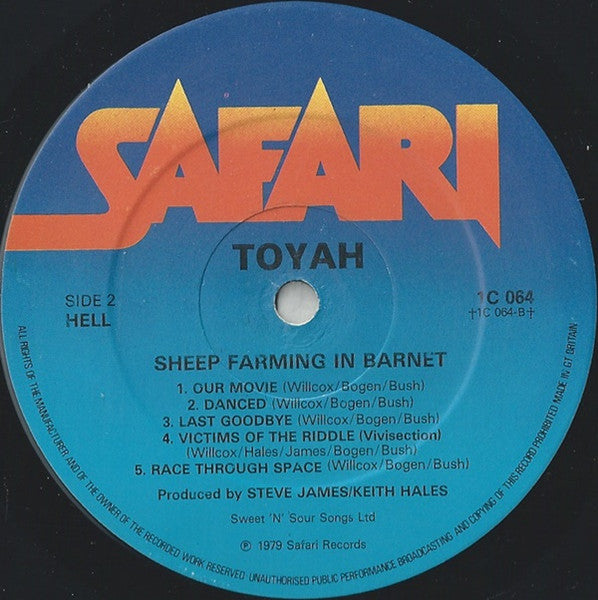 SAFARI
TOYAH
SIDE 2
HELL
1C 064
†1C 064-B†
SHEEP FARMING IN BARNET
1. OUR MOVIE (Willcox/Bogen/Bush)
2. DANCED (Willcox/Bogen/Bush)
3. LAST GOODBYE (Willcox/Bogen/Bush)
4. VICTIMS OF THE RIDDLE (Vivisection)
(Willcox/Hales/James/Bogen/Bush)
5. RACE THROUGH SPACE (Willcox/Bogen/Bush)
Produced by STEVE JAMES/KEITH HALES
Sweet 'N' Sour Songs Ltd
℗ 1979 Safari Records
ALL RIGHTS OF THE MANUFACTURER AND OF THE OWNER OF THE RECORDED WORK RESERVED UNAUTHORISED PUBLIC PERFORMANCE BROADCASTING AND COPYING OF THIS RECORD PROHIBITED MADE IN GT BRITAIN